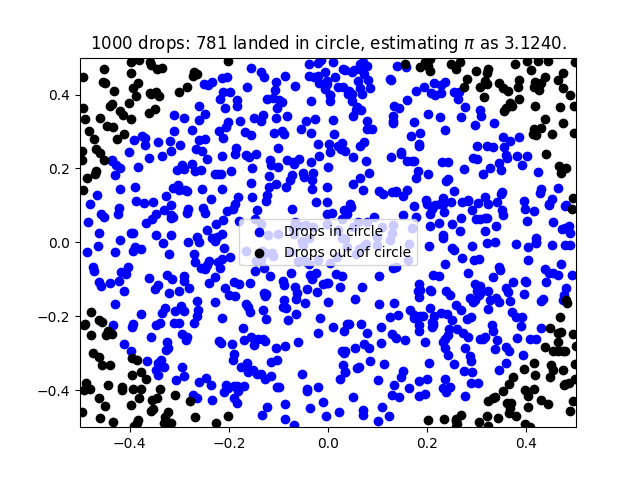 1000 drops: 781 landed in circle, estimating π as 3.1240.
0.4
0.2
0.0
−0.2
−0.4
Drops in circle
Drops out of circle
−0.4 −0.2 0.0 0.2 0.4